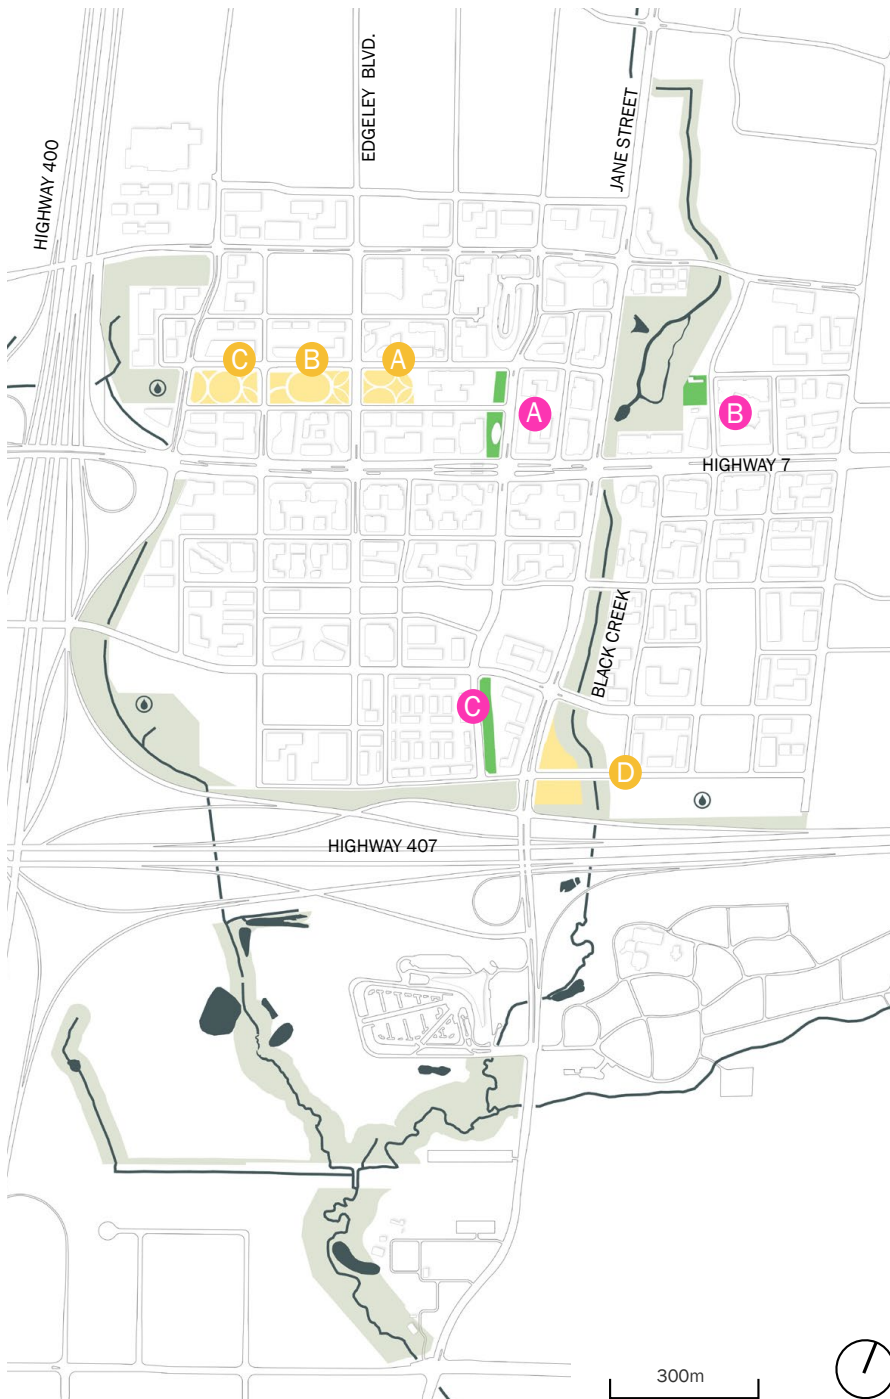 EDGELEY BLVD.
JANE STREET
HIGHWAY 400
C
B
A
A
B
HIGHWAY 7
BLACK CREEK
C
D
HIGHWAY 407
300m